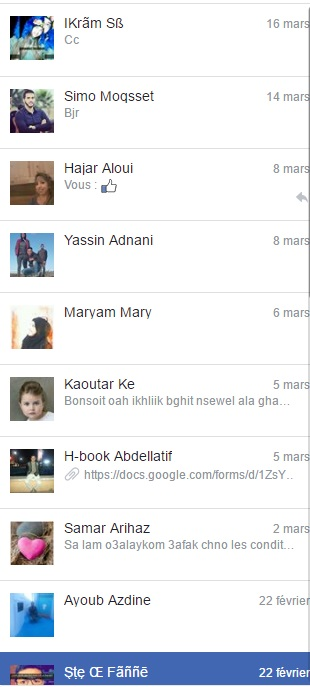 IKrãm Sß 16 mars
Cc
Simo Moqsset 14 mars
Bjr
Hajar Aloui 8 mars
Vous :
Yassin Adnani 8 mars
Maryam Mary 6 mars
Kaoutar Ke 5 mars
Bonsoit oah ikhliik bghit nsewel ala gha...
H-book Abdellatif 5 mars
https://docs.google.com/forms/d/1ZsY...
Samar Arihaz 2 mars
Sa lam o3alaykom 3afak chno les condit...
Ayoub Azdine 22 février
Şţę Œ Fãññē 22 février